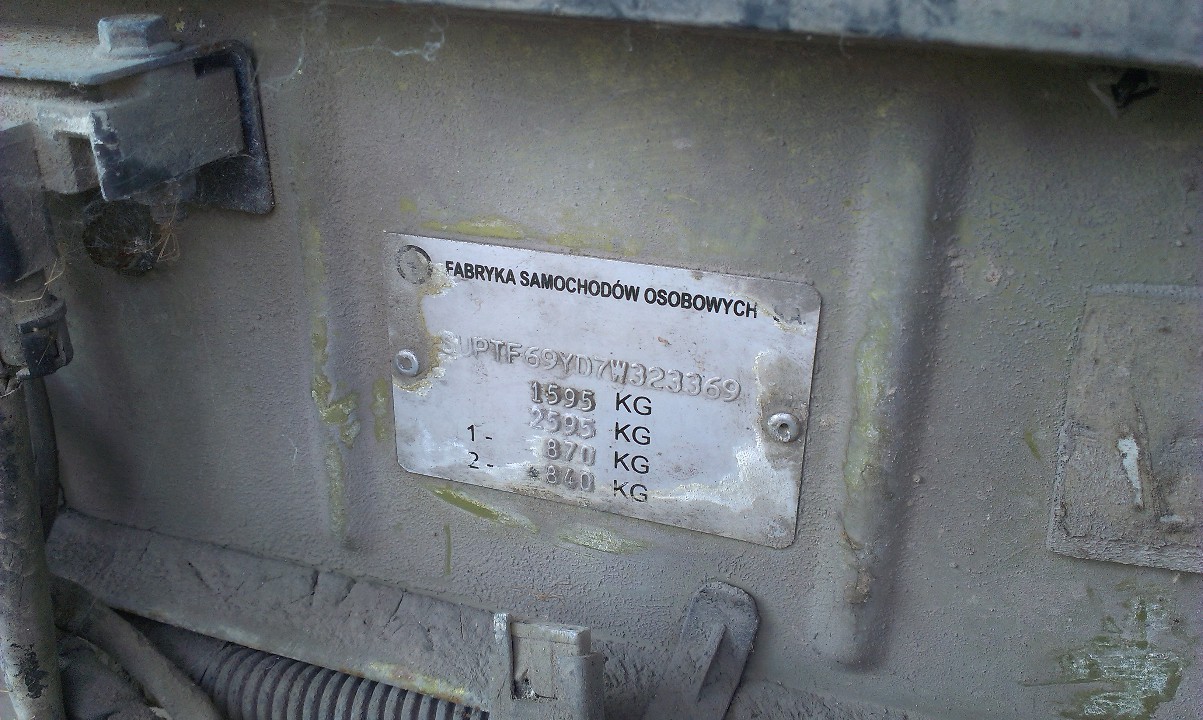 FABRYKA SAMOCHODÓW OSOBOWYCH S.A.
SUPTF69YD7W323369
1595 KG
2595 KG
1- 870 KG
2- 840 KG